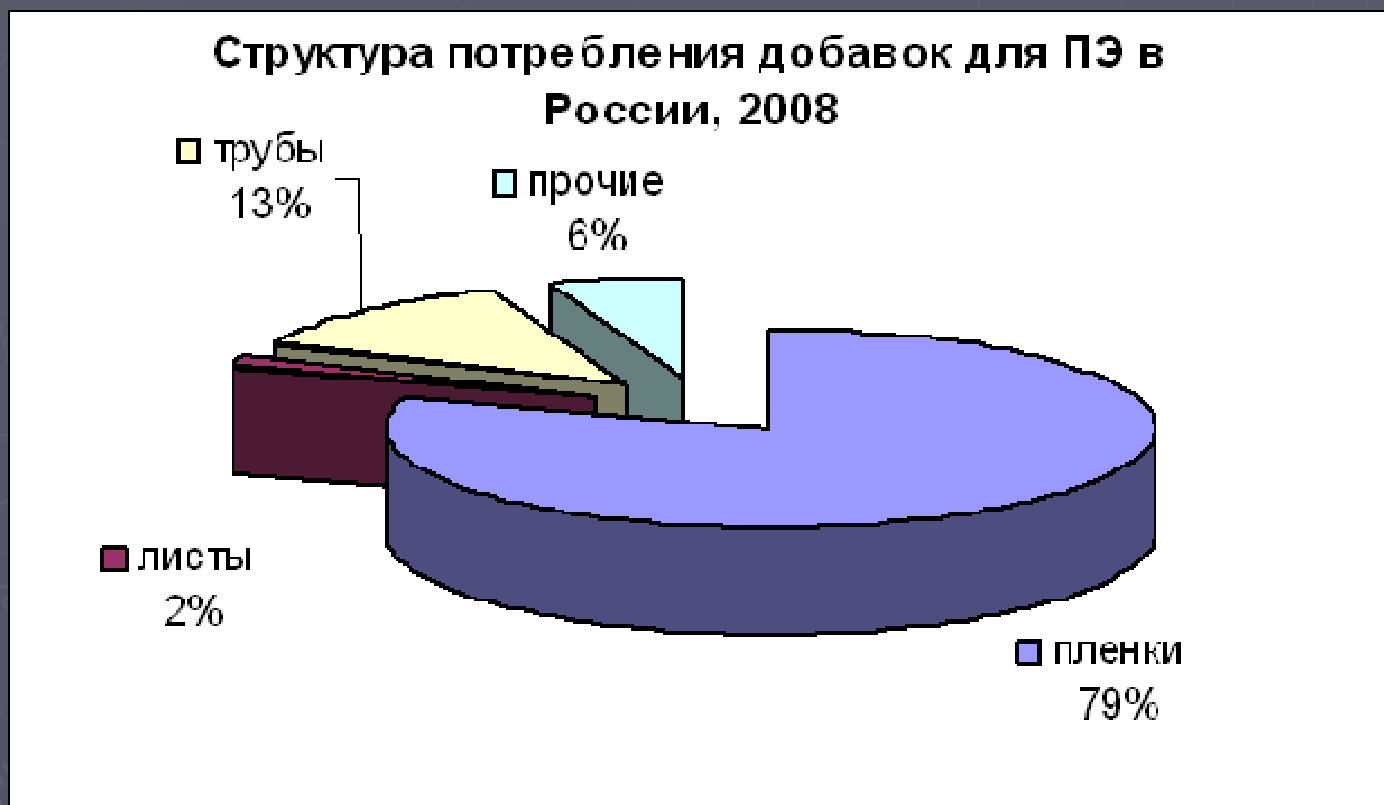 Структура потребления добавок для ПЭ в
России, 2008
трубы
13%
прочие
6%
листы
2%
пленки
79%